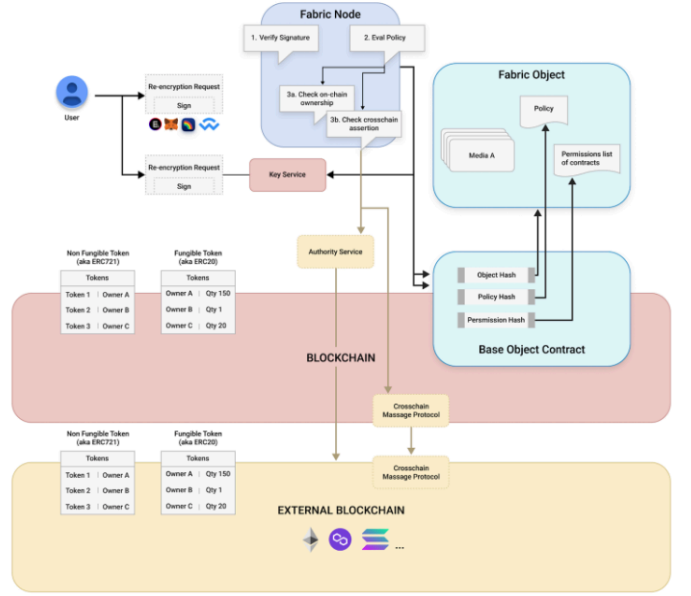 Fabric Node
1. Verify Signature
2. Eval Policy
3a. Check on-chain
ownership
3b. Check crosschain
assertion
User
Re-encryption Request
Sign
Re-encryption Request
Sign
Key Service
Fabric Object
Policy
Media A
Permissions list
of contracts
Authority Service
Object Hash
Policy Hash
Persmission Hash
Base Object Contract
Non Fungible Token
(aka ERC721)
Tokens
Token 1 | Owner A
Token 2 | Owner B
Token 3 | Owner C
Fungible Token
(aka ERC20)
Tokens
Owner A | Qty 150
Owner B | Qty 1
Owner C | Qty 20
BLOCKCHAIN
Crosschain
Massage Protocol
Non Fungible Token
(aka ERC721)
Tokens
Token 1 | Owner A
Token 2 | Owner B
Token 3 | Owner C
Fungible Token
(aka ERC20)
Tokens
Owner A | Qty 150
Owner B | Qty 1
Owner C | Qty 20
Crosschain
Massage Protocol
EXTERNAL BLOCKCHAIN
...